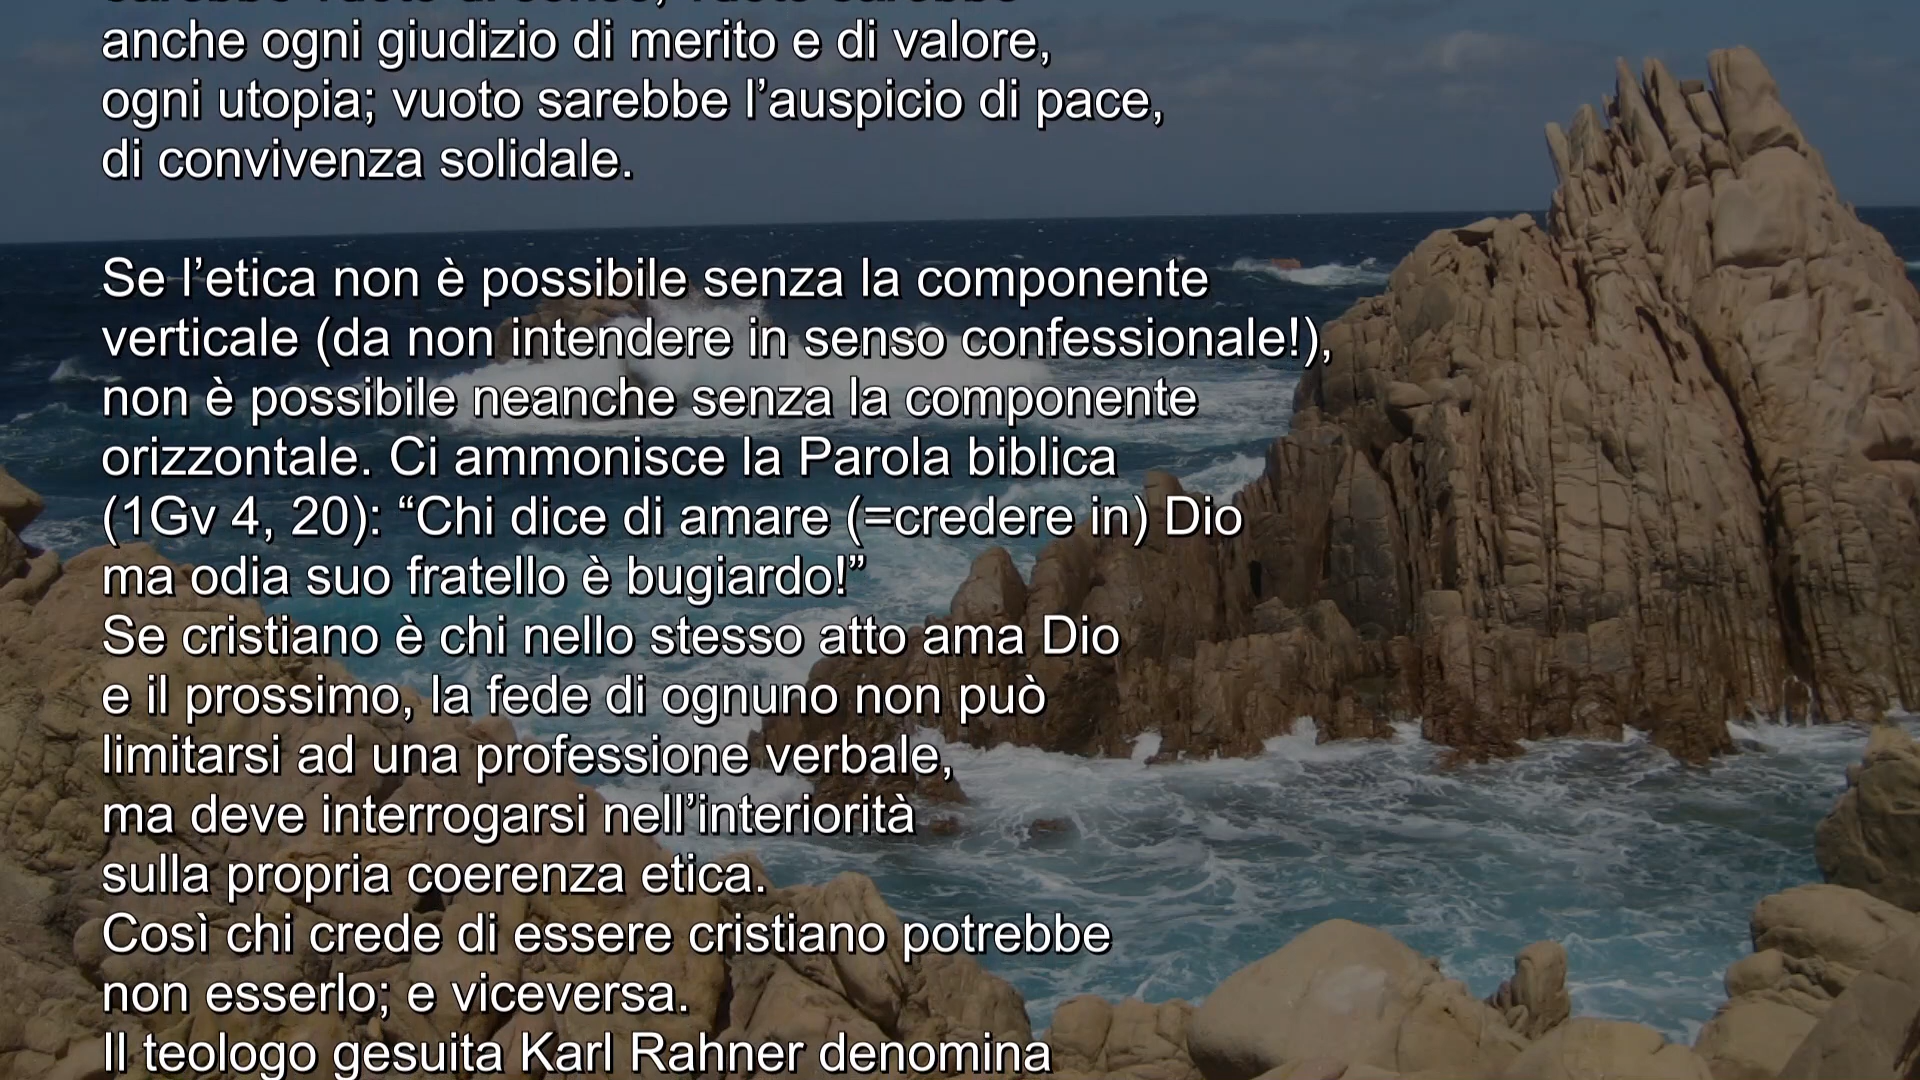 anche ogni giudizio di merito e di valore,
ogni utopia; vuoto sarebbe l’auspicio di pace,
di convivenza solidale.
Se l’etica non è possibile senza la componente
verticale (da non intendere in senso confessionale!),
non è possibile neanche senza la componente
orizzontale. Ci ammonisce la Parola biblica
(1Gv 4, 20): “Chi dice di amare (=credere in) Dio
ma odia suo fratello è bugiardo!”
Se cristiano è chi nello stesso atto ama Dio
e il prossimo, la fede di ognuno non può
limitarsi ad una professione verbale,
ma deve interrogarsi nell’interiorità
sulla propria coerenza etica.
Così chi crede di essere cristiano potrebbe
non esserlo; e viceversa.
Il teologo gesuita Karl Rahner denomina